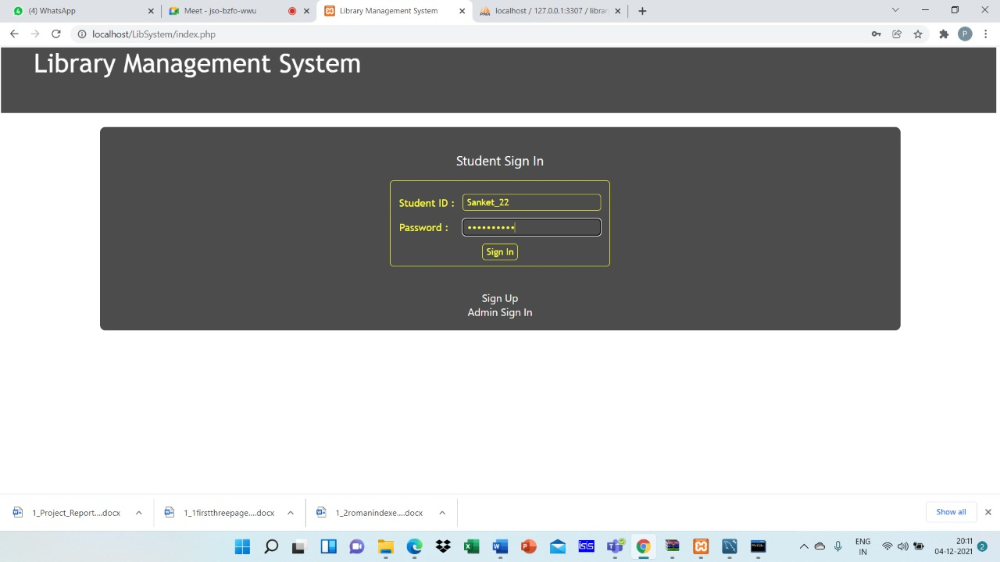 (4) WhatsApp
Meet - jso-bzfo-wwu
Library Management System
localhost / 127.0.0.1:3307 / librar
localhost/LibSystem/index.php
P
Library Management System
Student Sign In
Student ID :
Sanket_22
Password :
••••••••••
Sign In
Sign Up
Admin Sign In
1_Project_Report....docx
1_1firstthreepage....docx
1_2romanindexe....docx
Show all
ENG
IN
20:11
04-12-2021
2